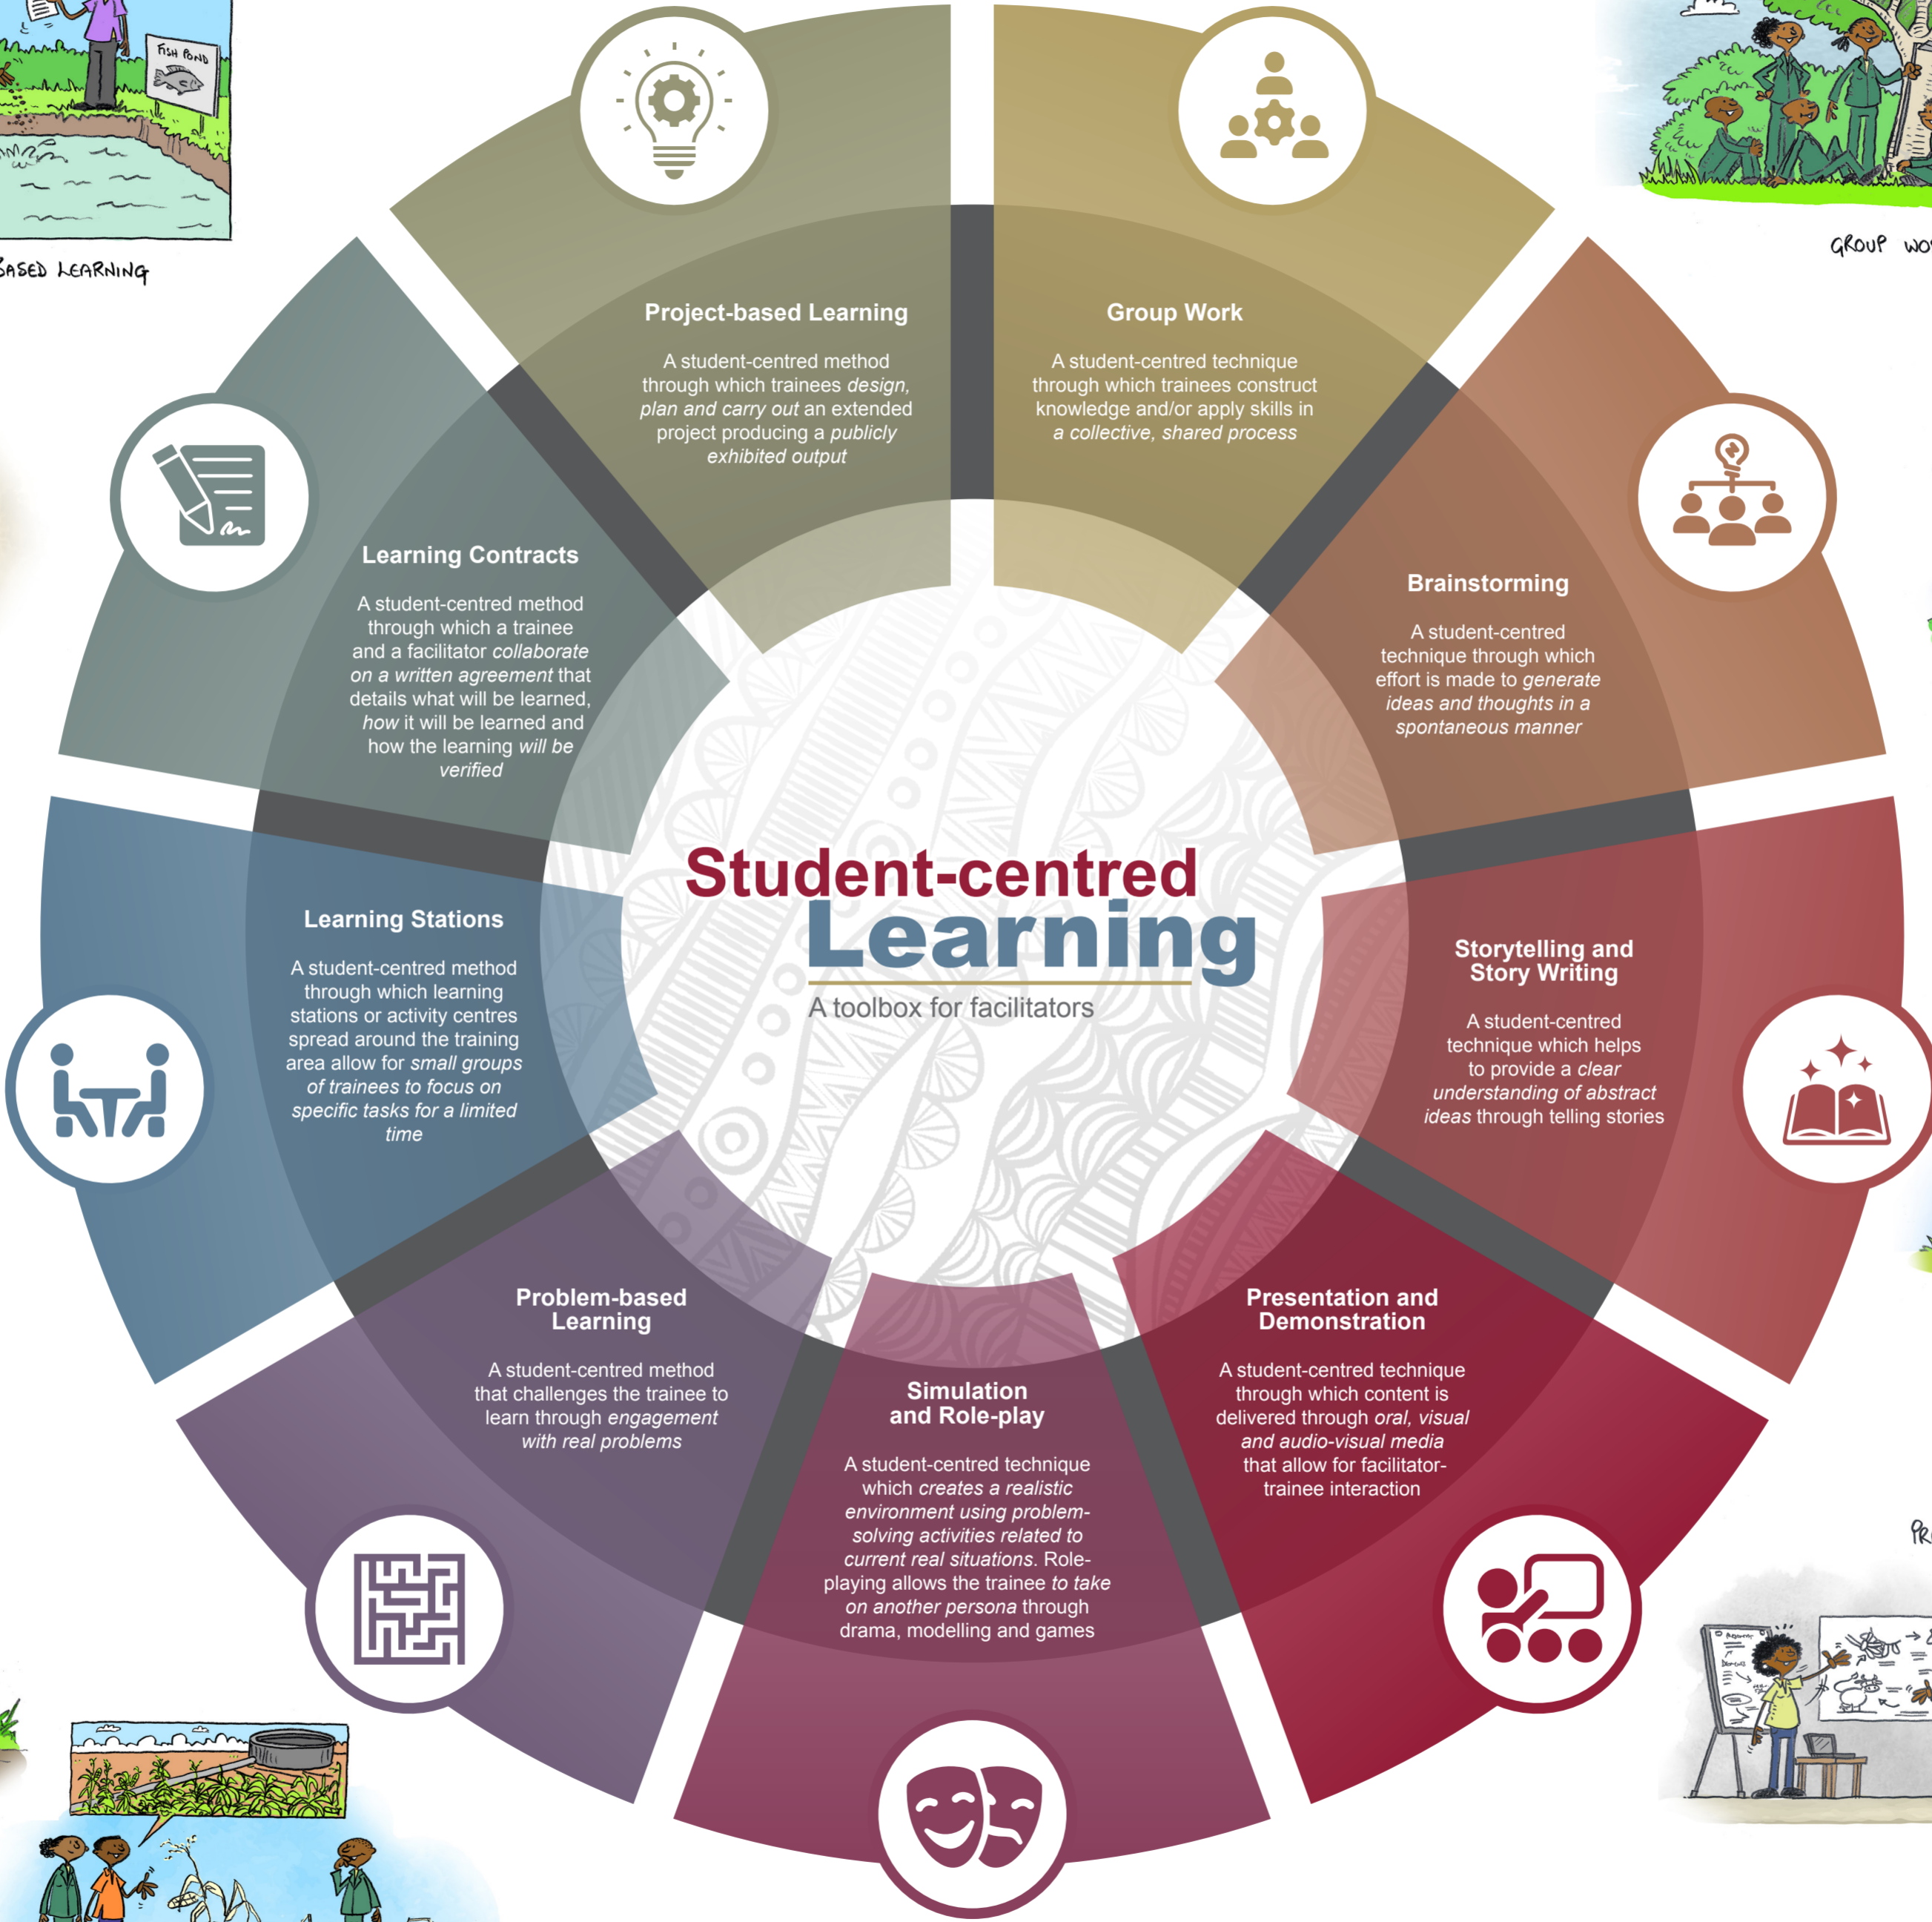 FISH POND
BASED LEARNING
GROUP
Project-based Learning
A student-centred method
through which trainees design,
plan and carry out an extended
project producing a publicly
exhibited output
Group Work
A student-centred technique
through which trainees construct
knowledge and/or apply skills in
a collective, shared process
Brainstorming
A student-centred
technique through which
effort is made to generate
ideas and thoughts in a
spontaneous manner
Storytelling and
Story Writing
A student-centred
technique which helps
to provide a clear
understanding of abstract
ideas through telling stories
Presentation and
Demonstration
A student-centred technique
through which content is
delivered through oral, visual
and audio-visual media
that allow for facilitator-
trainee interaction
Simulation
and Role-play
A student-centred technique
which creates a realistic
environment using problem-
solving activities related to
current real situations. Role-
playing allows the trainee to take
on another persona through
drama, modelling and games
Problem-based
Learning
A student-centred method
that challenges the trainee to
learn through engagement
with real problems
Learning Stations
A student-centred method
through which learning
stations or activity centres
spread around the training
area allow for small groups
of trainees to focus on
specific tasks for a limited
time
Learning Contracts
A student-centred method
through which a trainee
and a facilitator collaborate
on a written agreement that
details what will be learned,
how it will be learned and
how the learning will be
verified
Student-centred
Learning
A toolbox for facilitators